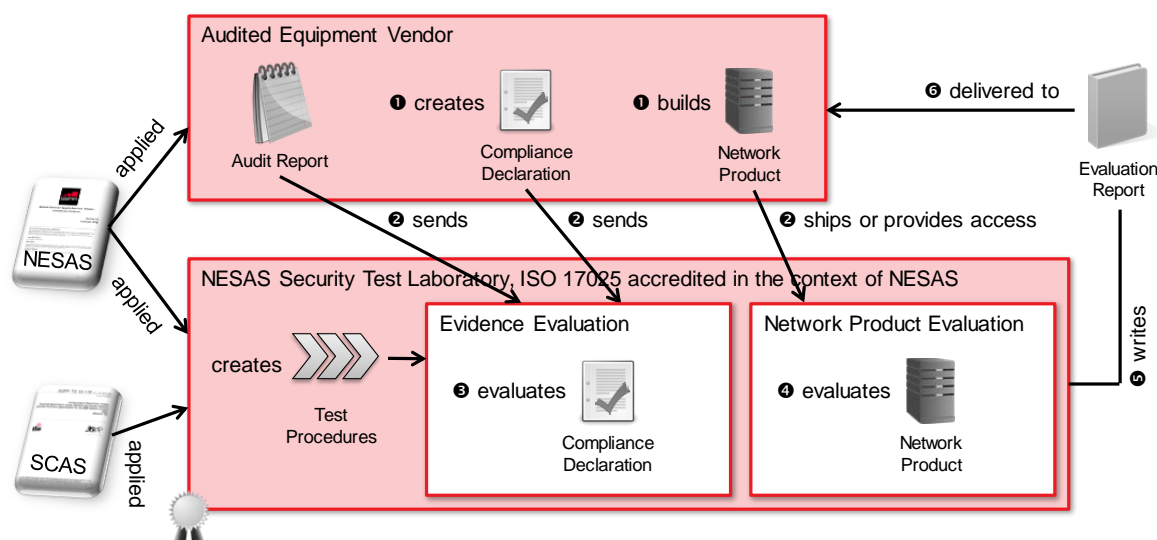 Audited Equipment Vendor
❶ creates
❶ builds
❻ delivered to
Audit Report
Compliance
Declaration
Network
Product
Evaluation
Report
applied
NESAS
applied
❷ sends
❷ sends
❷ ships or provides access
NESAS Security Test Laboratory, ISO 17025 accredited in the context of NESAS
creates
Test
Procedures
Evidence Evaluation
❸ evaluates
Compliance
Declaration
Network Product Evaluation
❹ evaluates
Network
Product
❺ writes
SCAS
applied